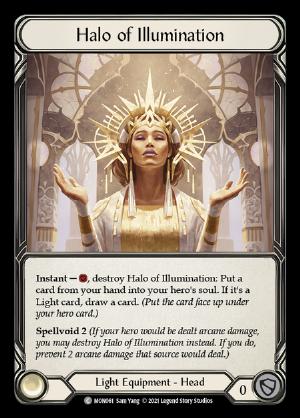 Halo of Illumination
Instant — , destroy Halo of Illumination: Put a
card from your hand into your hero's soul. If it's a
Light card, draw a card. (Put the card face up under
your hero card.)
Spellvoid 2 (If your hero would be dealt arcane damage,
you may destroy Halo of Illumination instead. If you do,
prevent 2 arcane damage that source would deal.)
Light Equipment - Head
0
C MON061 Sam Yang © 2021 Legend Story Studios